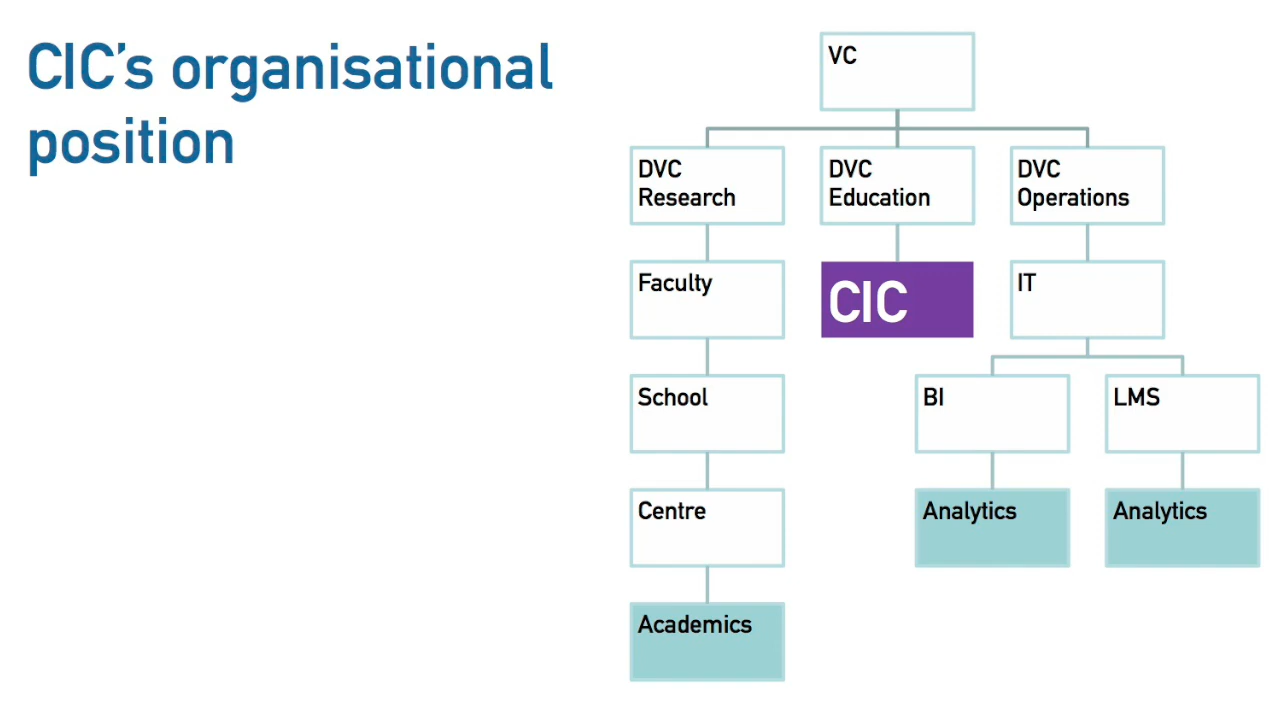 CIC’s organisational
position
VC
DVC
Research
DVC
Education
DVC
Operations
Faculty
CIC
IT
School
BI
LMS
Centre
Analytics
Analytics
Academics